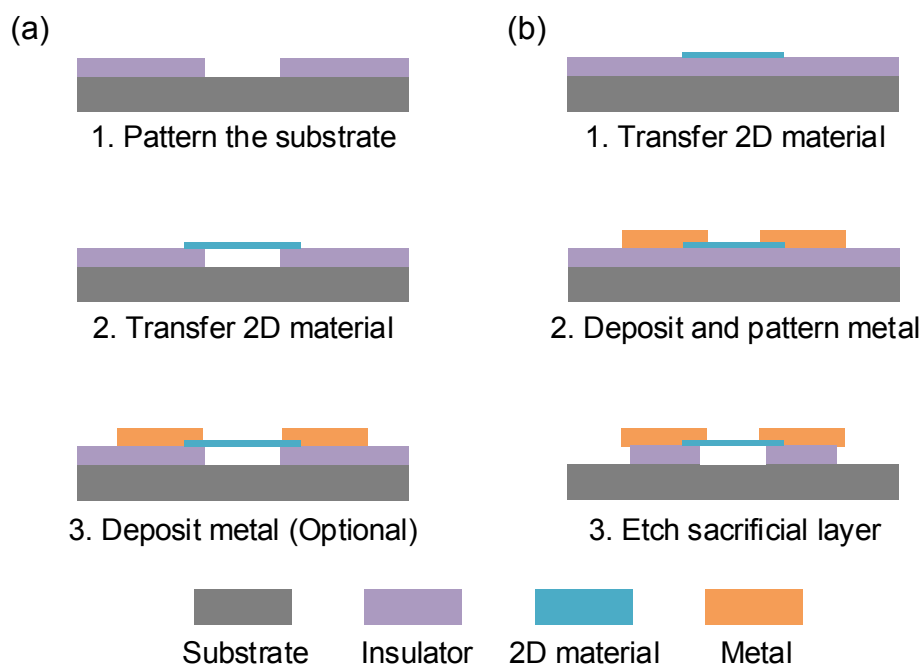 (a)
1. Pattern the substrate
2. Transfer 2D material
3. Deposit metal (Optional)
(b)
1. Transfer 2D material
2. Deposit and pattern metal
3. Etch sacrificial layer
Substrate
Insulator
2D material
Metal